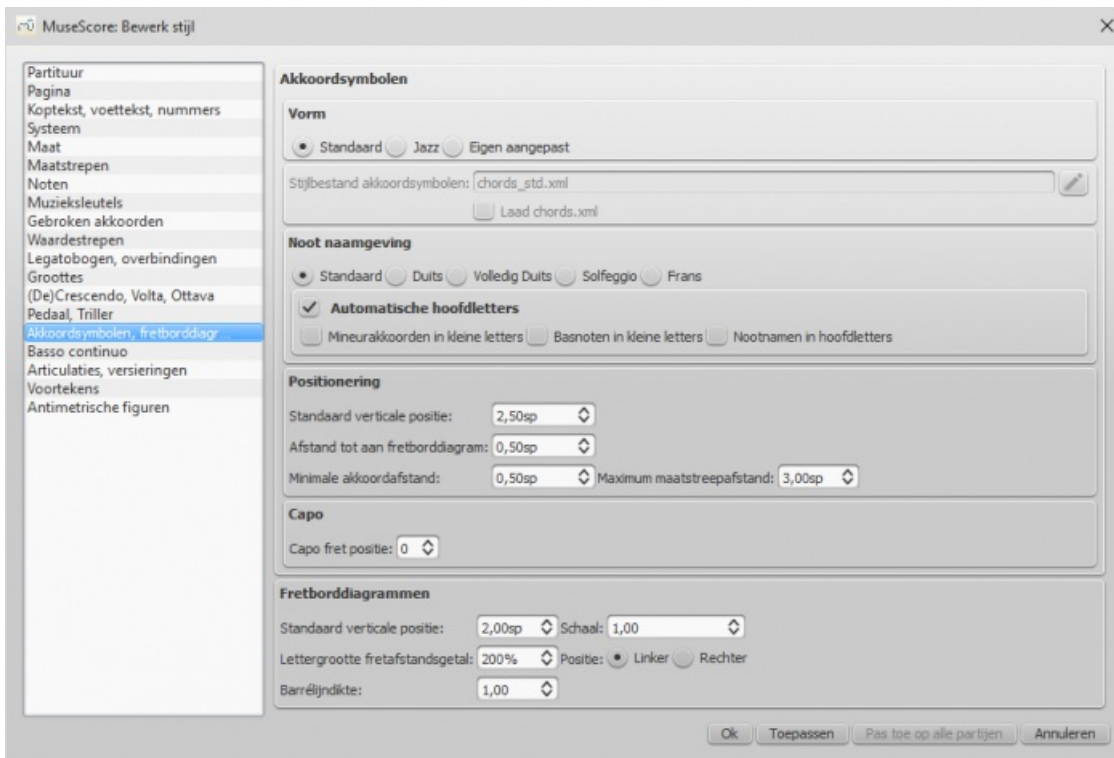 MuseScore: Bewerk stijl
Partituur
Pagina
Koptekst, voettekst, nummers
Systeem
Maat
Maatstrepen
Noten
Muzieksleutels
Gebroken akkoorden
Waardestrepen
Legatobogen, overbindingen
Groottes
(De)Crescendo, Volta, Ottava
Pedaal, Triller
Akkoordsymbolen, fretborddiagr...
Basso continuo
Articulaties, versieringen
Voortekens
Antimetrische figuren
Akkoordsymbolen
Vorm
Standaard Jazz Eigen aangepast
Stijlbestand akkoordsymbolen: chords_std.xml
Laad chords.xml
Noot naamgeving
Standaard Duits Volledig Duits Solfeggio Frans
Automatische hoofdletters
Mineurakkoorden in kleine letters Basnoten in kleine letters Nootnamen in hoofdletters
Positionering
Standaard verticale positie: 2,50sp
Afstand tot aan fretborddiagram: 0,50sp
Minimale akkoordafstand: 0,50sp Maximum maatstreepafstand: 3,00sp
Capo
Capo fret positie: 0
Fretborddiagrammen
Standaard verticale positie: 2,00sp Schaal: 1,00
Lettergrootte fretafstandsgetal: 200% Positie: Linker Rechter
Barrélijndikte: 1,00
Ok Toepassen Pas toe op alle partijen Annuleren